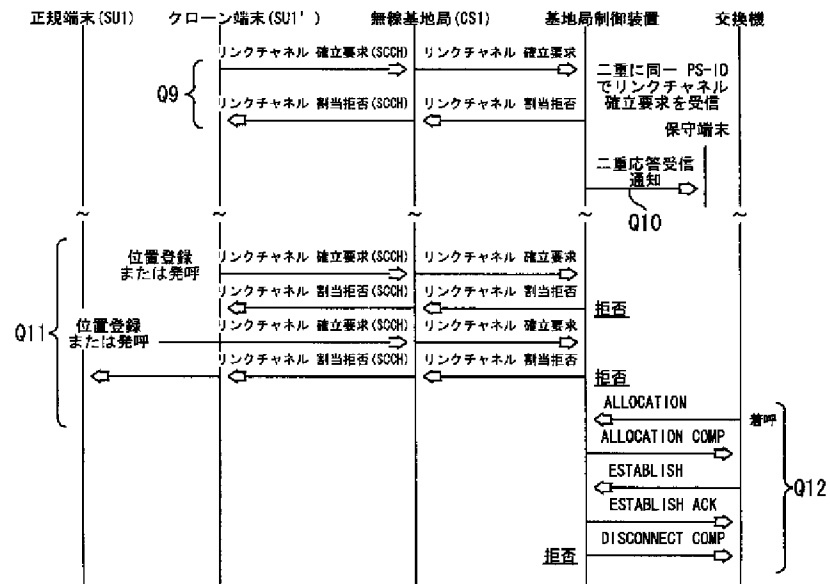 正規端末(SU1) クローン端末(SU1') 無線基地局(CS1) 基地局制御装置 交換機
リンクチャネル 確立要求(SCCH) リンクチャネル 確立要求
二重に同一 PS-ID
でリンクチャネル
確立要求を受信
Q9
リンクチャネル 割当拒否(SCCH) リンクチャネル 割当拒否
保守端末
二重応答受信
通知
Q10
位置登録
または発呼
リンクチャネル 確立要求(SCCH) リンクチャネル 確立要求
リンクチャネル 割当拒否(SCCH) リンクチャネル 割当拒否
拒否
Q11
位置登録
または発呼
リンクチャネル 確立要求(SCCH) リンクチャネル 確立要求
リンクチャネル 割当拒否(SCCH) リンクチャネル 割当拒否
拒否
ALLOCATION
着呼
ALLOCATION COMP
ESTABLISH
Q12
ESTABLISH ACK
DISCONNECT COMP
拒否